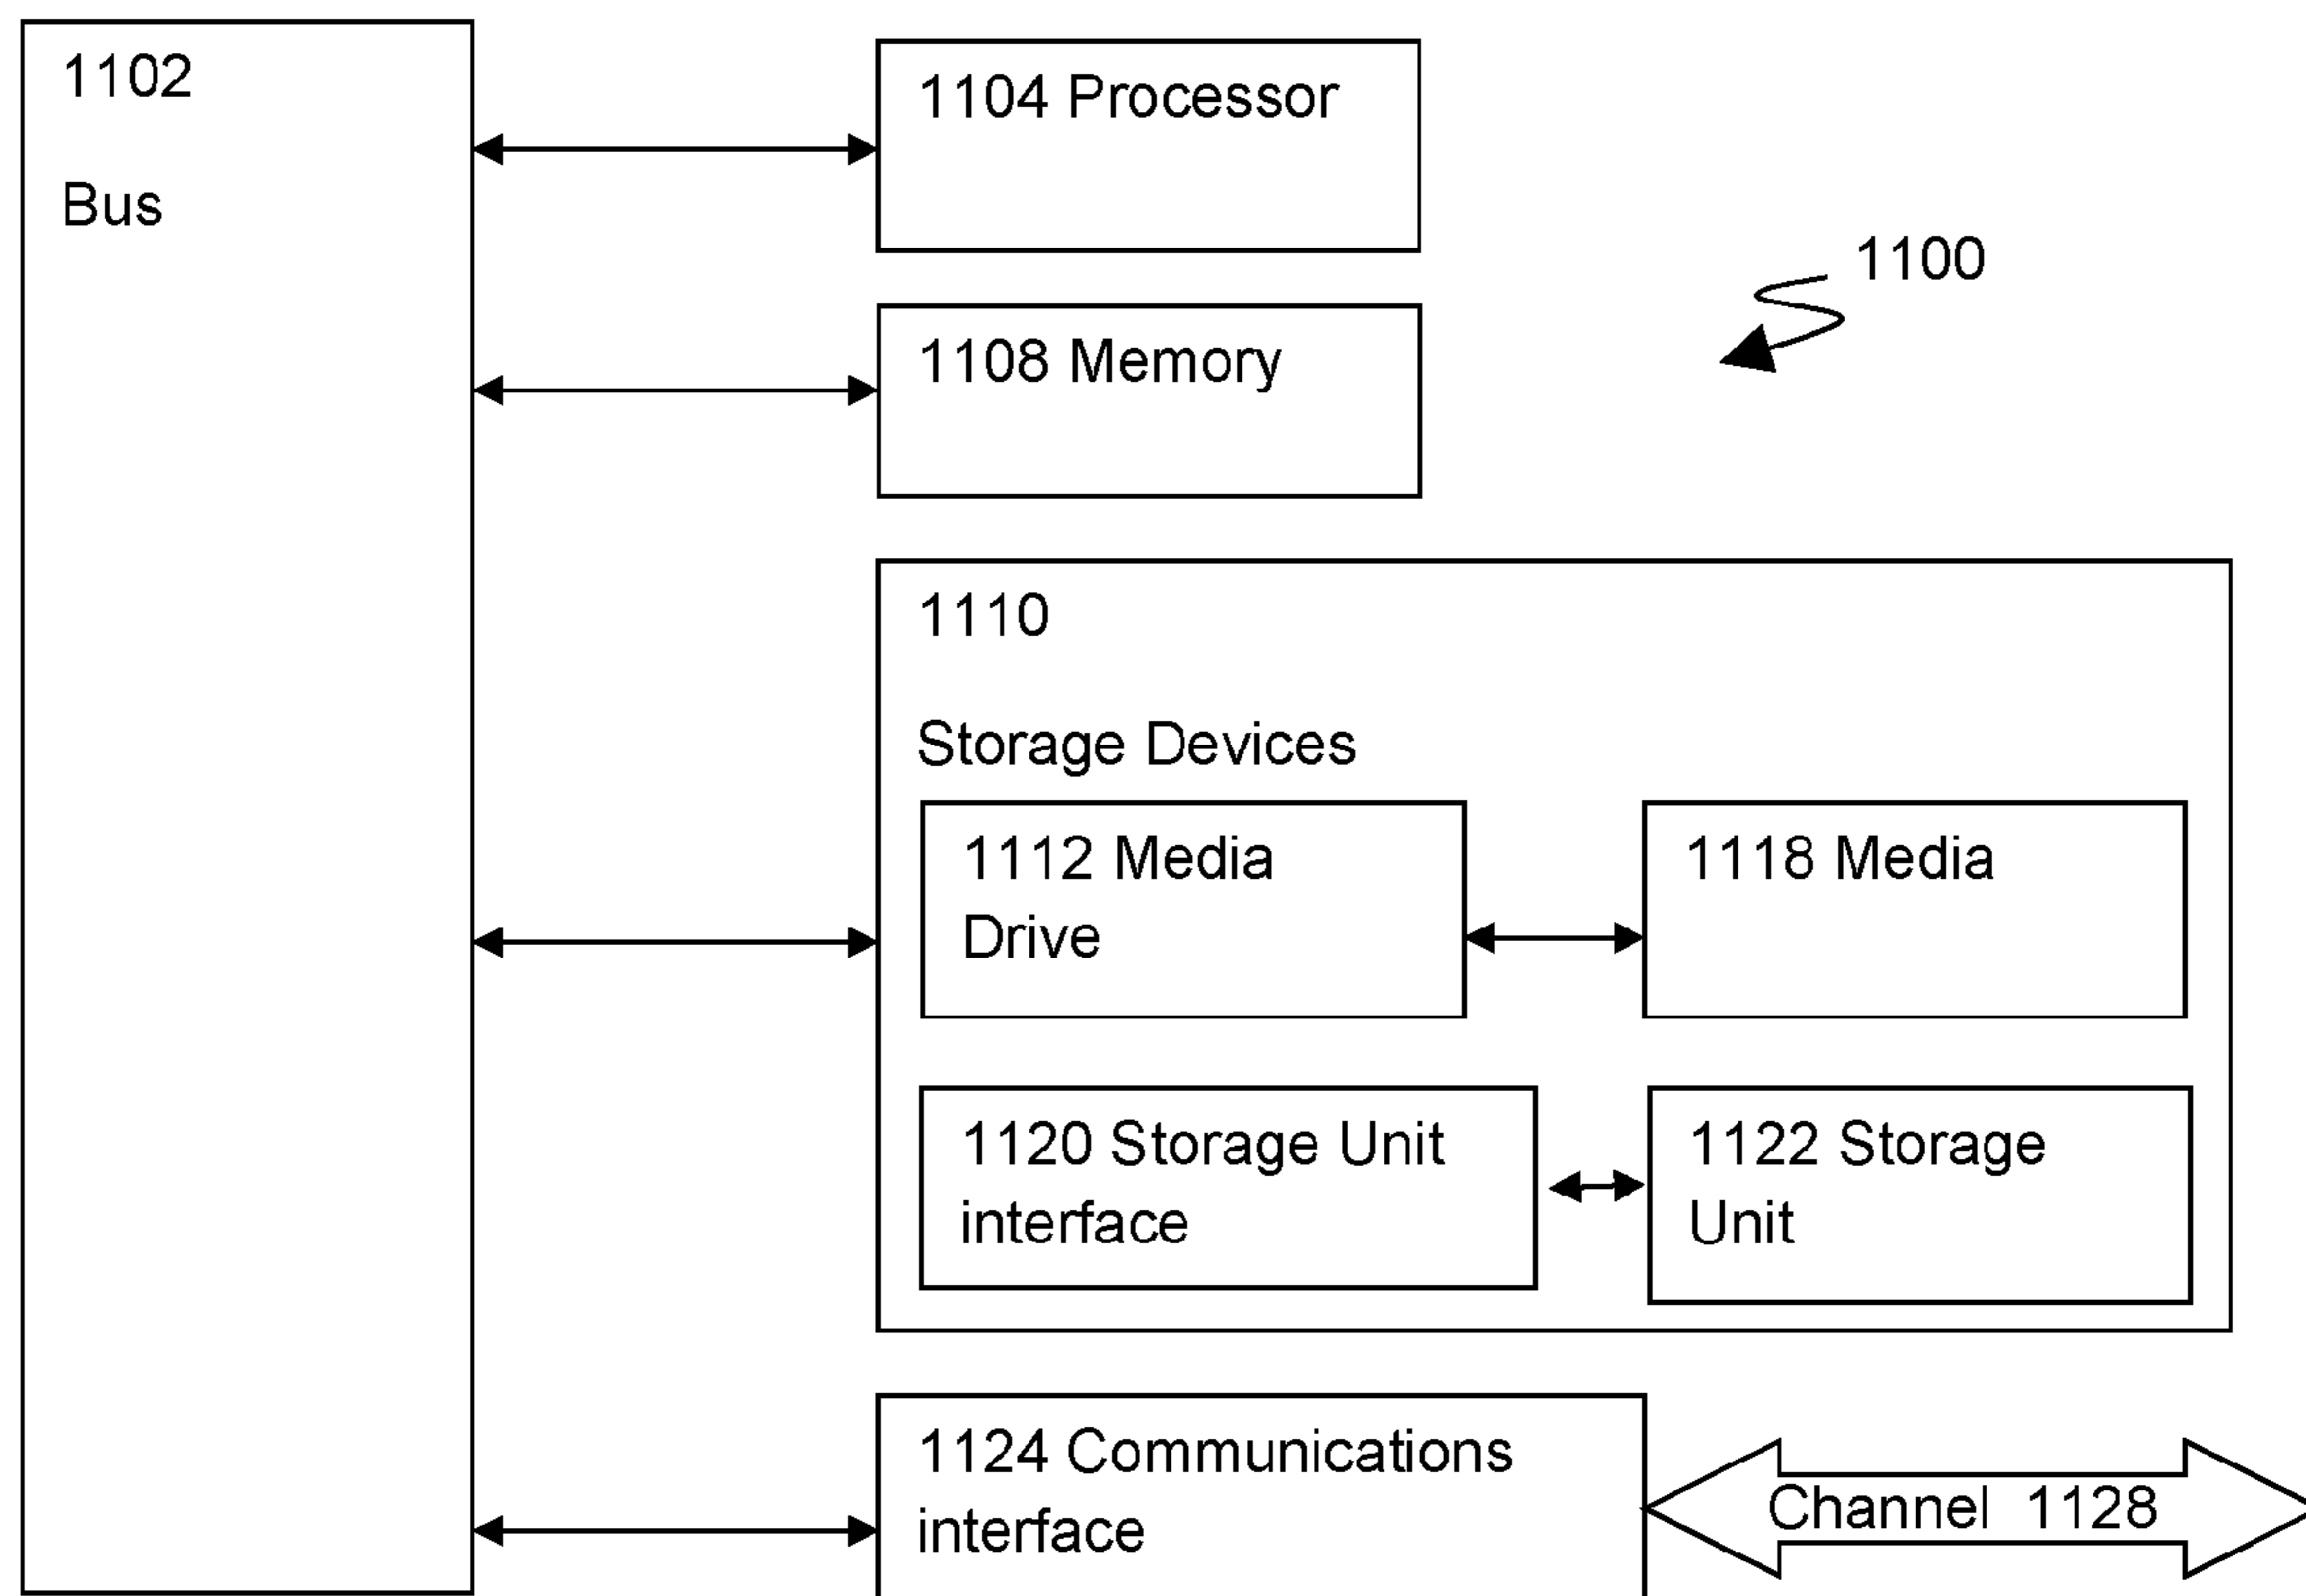 1102
Bus
1104 Processor
1100
1108 Memory
1110
Storage Devices
1112 Media
Drive
1118 Media
1120 Storage Unit
interface
1122 Storage
Unit
1124 Communications
interface
Channel 1128